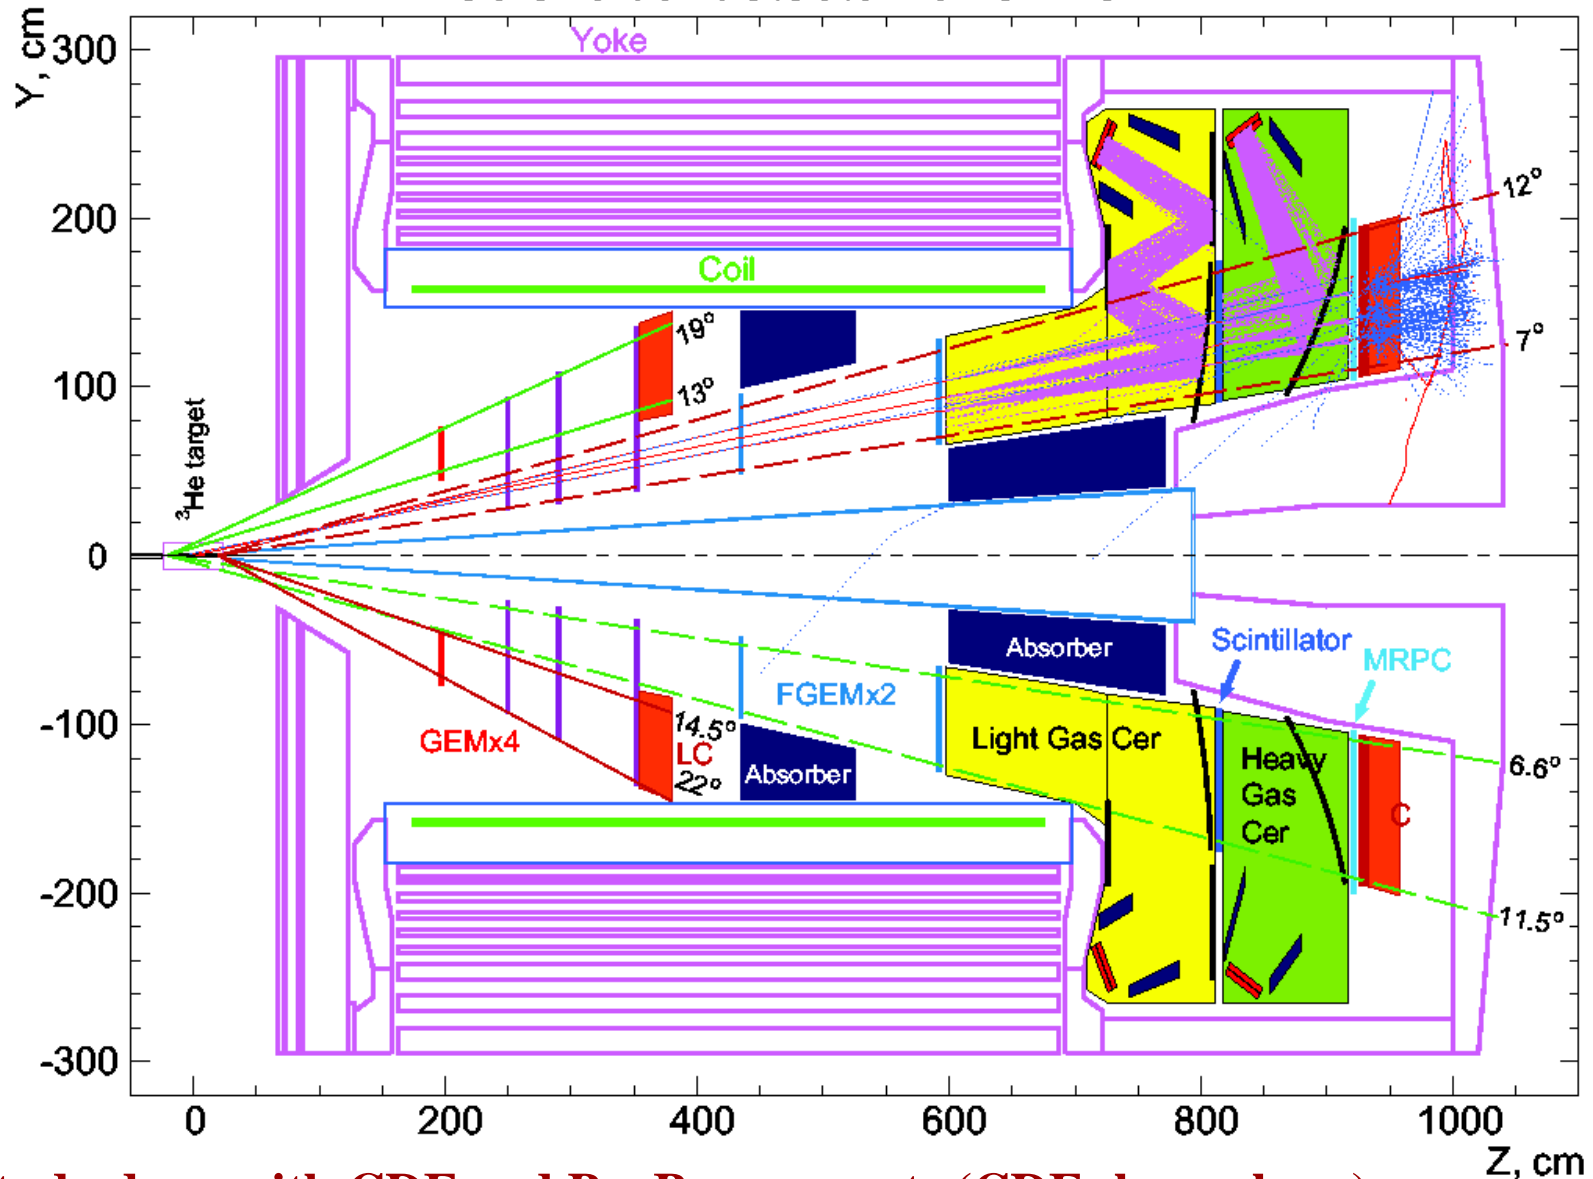 Y, cm
300
200
100
0
-100
-200
-300
Yoke
Coil
19°
13°
12°
7°
³He target
Absorber
Scintillator
MRPC
FGEMx2
GEMx4
14.5°
LC
22°
Absorber
Light Gas Cer
Heavy
Gas
Cer
C
6.6°
11.5°
0 200 400 600 800 1000
Z, cm